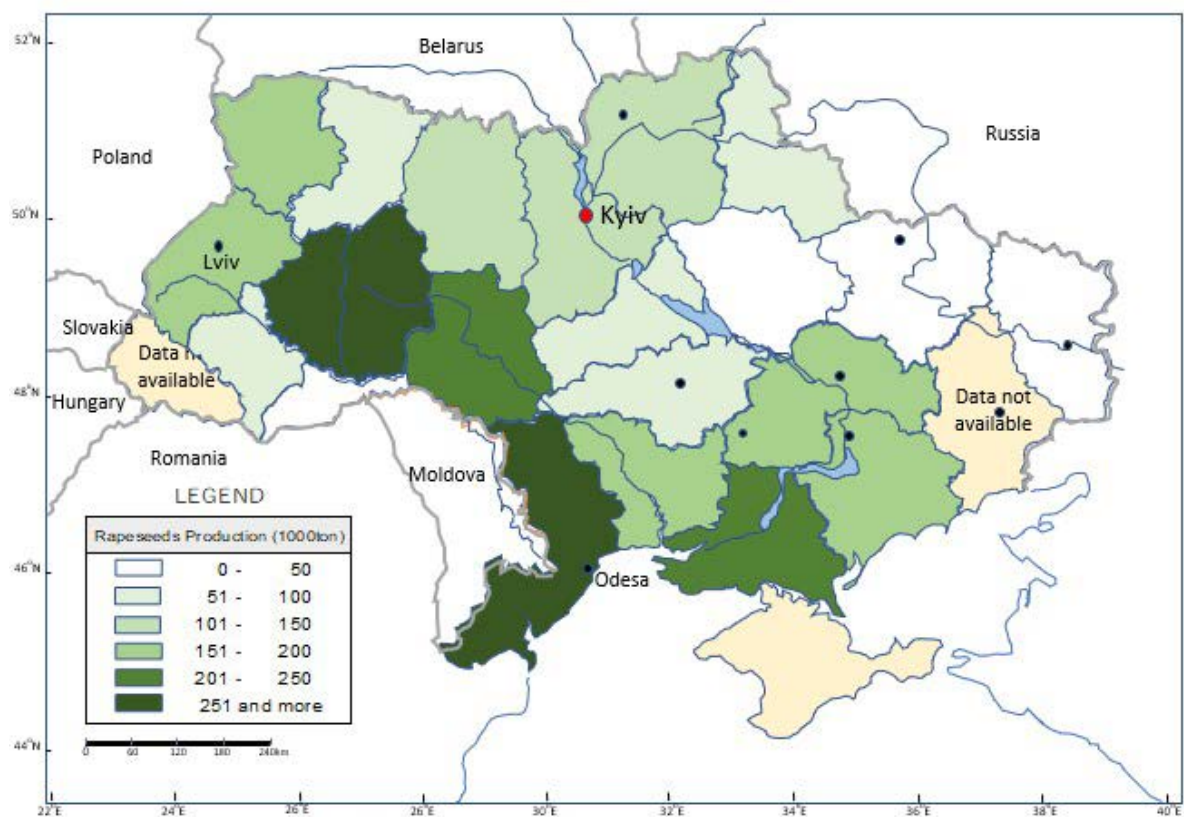 52°N
Belarus
Russia
Poland
50°N
Kyiv
Lviv
Slovakia
Data n
available
48°N
Hungary
Data not
available
Romania
Moldova
LEGEND
Rapeseeds Production (1000ton)
0 - 50
51 - 100
101 - 150
151 - 200
201 - 250
251 and more
46°N
Odesa
44°N
0 60 120 180 240km
22°E 24°E 26°E 26°E 30°E 32°E 34°E 36°E 38°E 40°E